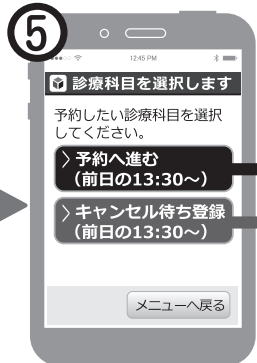 ⑤
12:45 PM
診療科目を選択します
予約したい診療科目を選択
してください。
〉予約へ進む
(前日の13:30〜)
〉キャンセル待ち登録
(前日の13:30〜)
メニューへ戻る